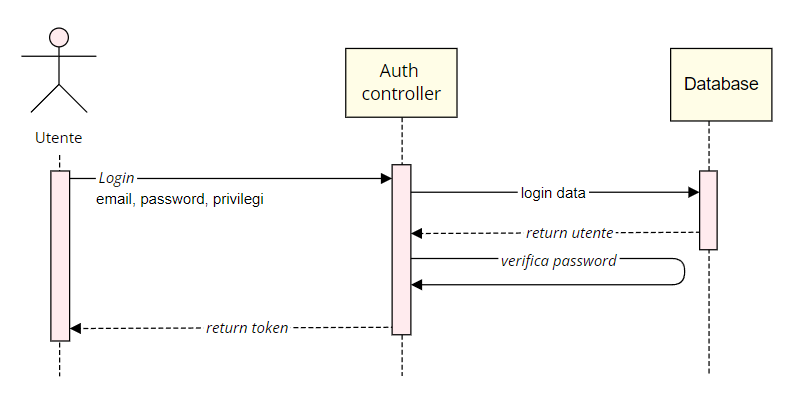 Auth
controller
Database
Utente
Login
email, password, privilegi
login data
return utente
verifica password
return token